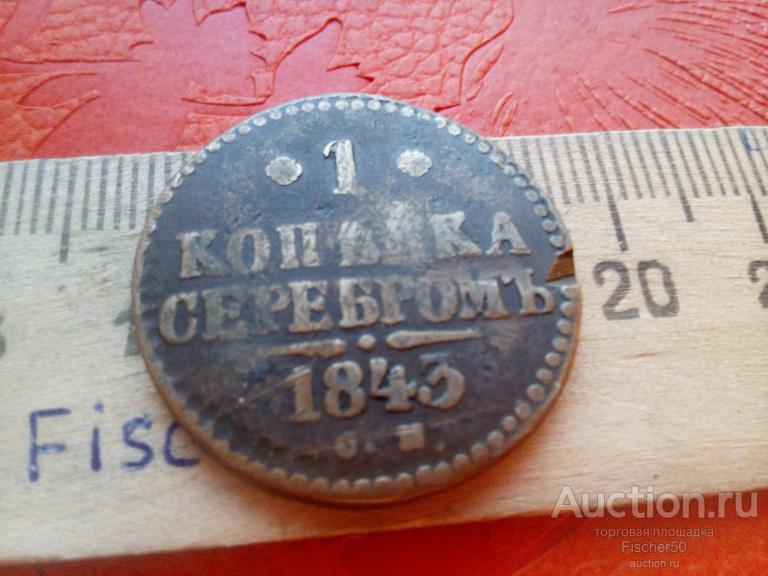 1
КОПѢЙКА
СЕРЕБРОМЪ
1843
С. М.
20
Fisc
Auction.ru
торговая площадка
Fischer50
auction.ru